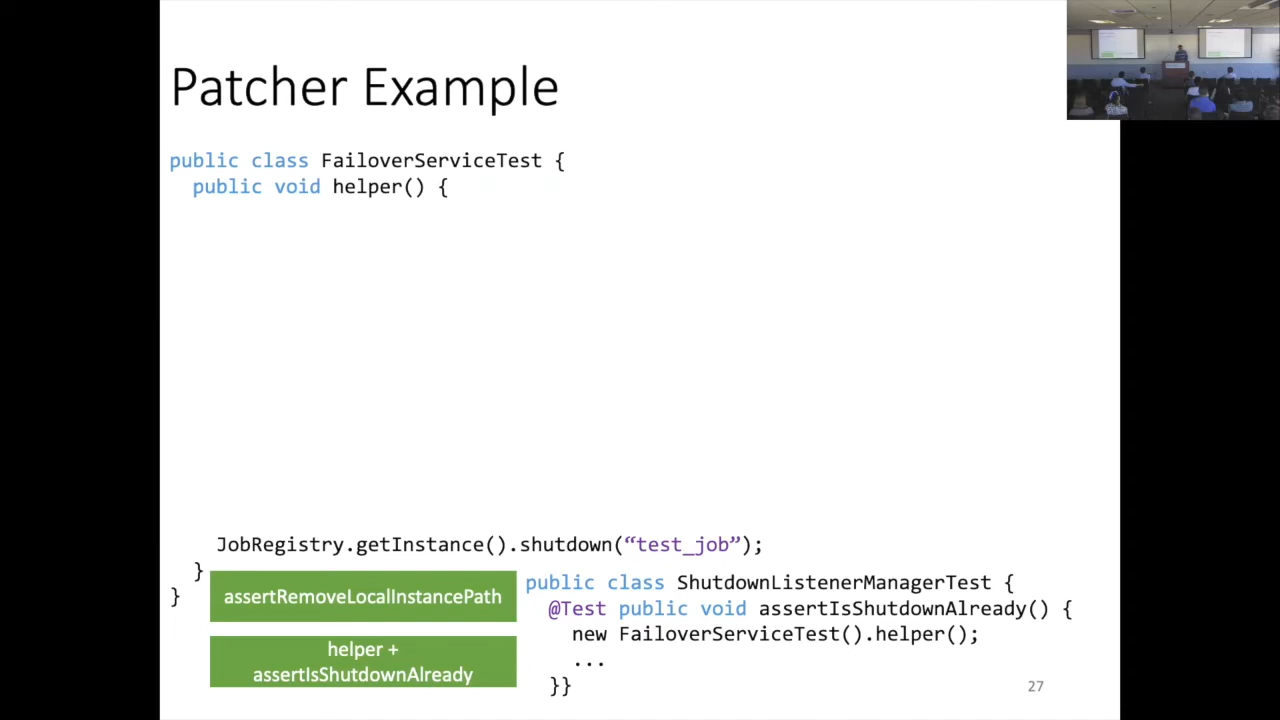 Patcher Example
public class FailoverServiceTest {
public void helper() {
JobRegistry.getInstance().shutdown(“test_job”);
}
}
assertRemoveLocalInstancePath
helper +
assertIsShutdownAlready
public class ShutdownListenerManagerTest {
@Test public void assertIsShutdownAlready() {
new FailoverServiceTest().helper();
...
}}
27